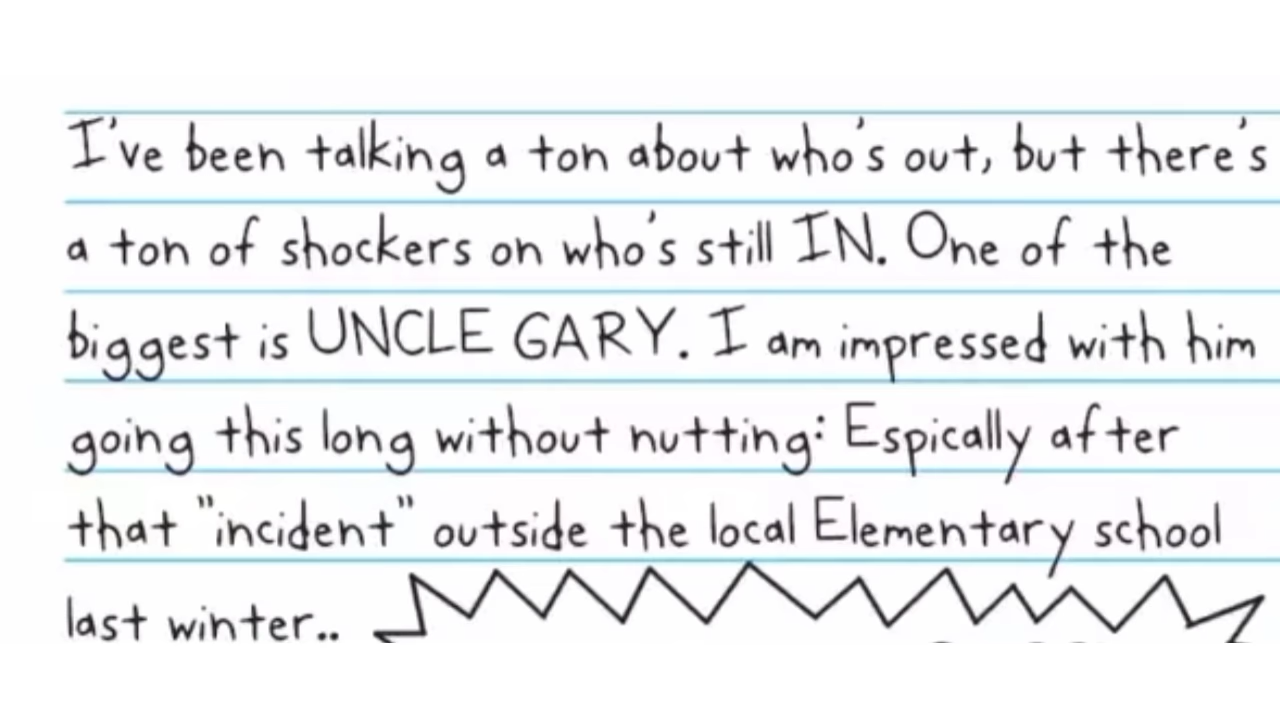 I've been talking a ton about who's out, but there's
a ton of shockers on who's still IN. One of the
biggest is UNCLE GARY. I am impressed with him
going this long without nutting: Espically after
that "incident" outside the local Elementary school
last winter..